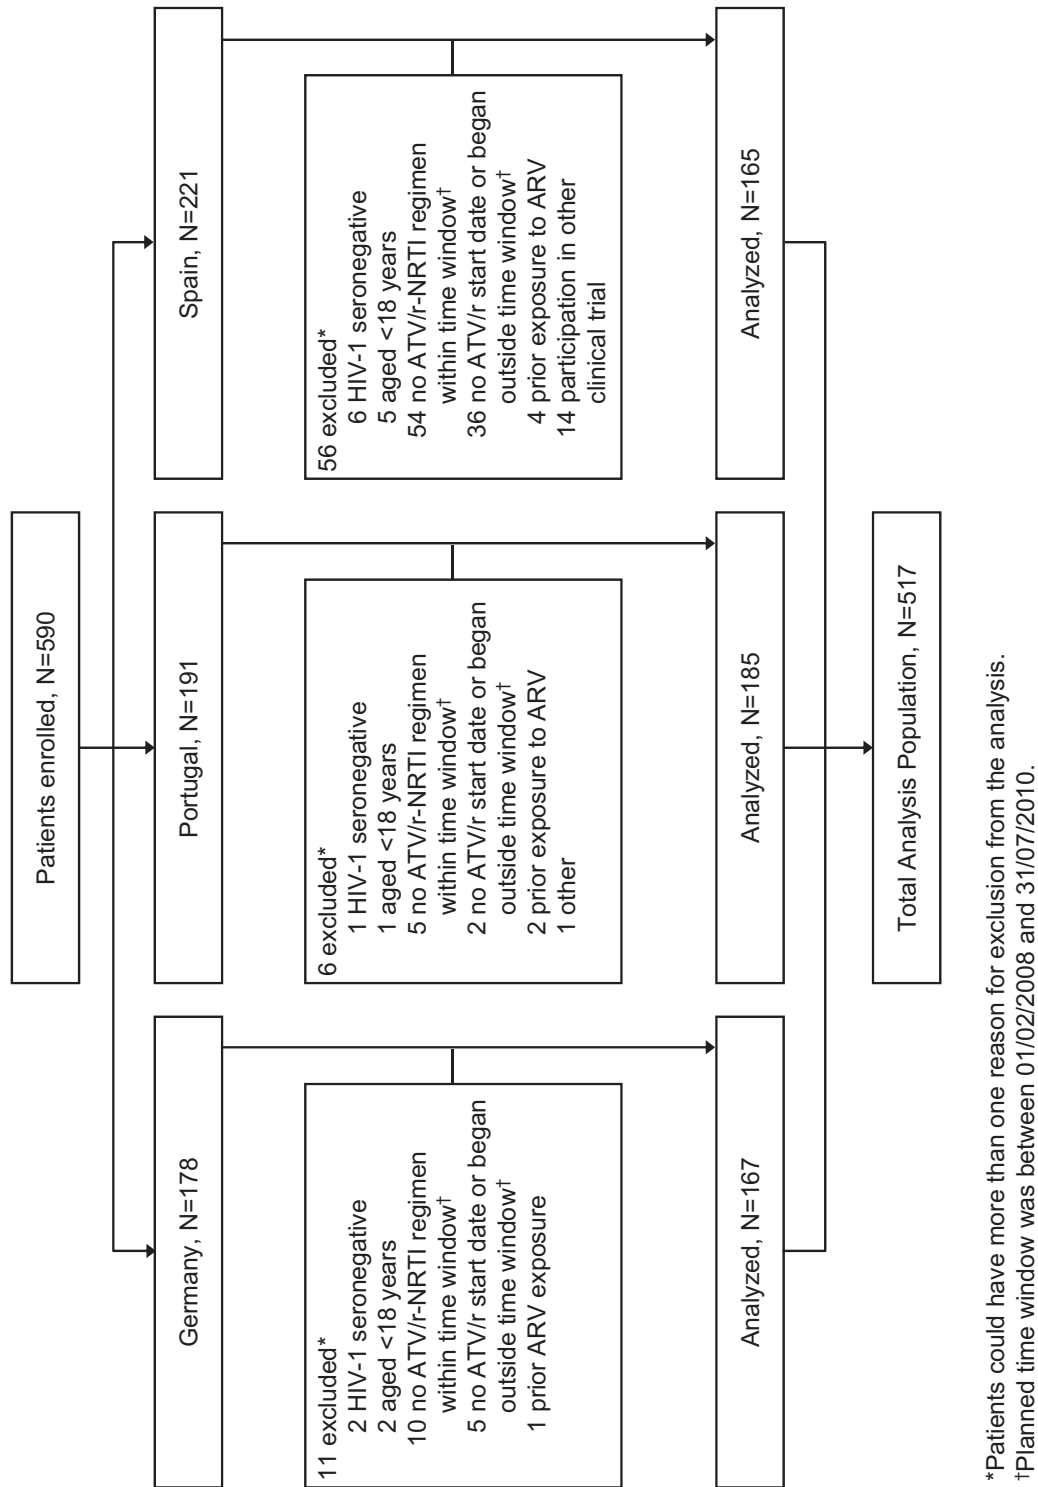 Patients enrolled, N=590
Germany, N=178
Portugal, N=191
Spain, N=221
11 excluded*
2 HIV-1 seronegative
2 aged <18 years
10 no ATV/r-NRTI regimen
within time window†
5 no ATV/r start date or began
outside time window†
1 prior ARV exposure
6 excluded*
1 HIV-1 seronegative
1 aged <18 years
5 no ATV/r-NRTI regimen
within time window†
2 no ATV/r start date or began
outside time window†
2 prior exposure to ARV
1 other
56 excluded*
6 HIV-1 seronegative
5 aged <18 years
54 no ATV/r-NRTI regimen
within time window†
36 no ATV/r start date or began
outside time window†
4 prior exposure to ARV
14 participation in other
clinical trial
Analyzed, N=167
Analyzed, N=185
Analyzed, N=165
Total Analysis Population, N=517
*Patients could have more than one reason for exclusion from the analysis.
†Planned time window was between 01/02/2008 and 31/07/2010.